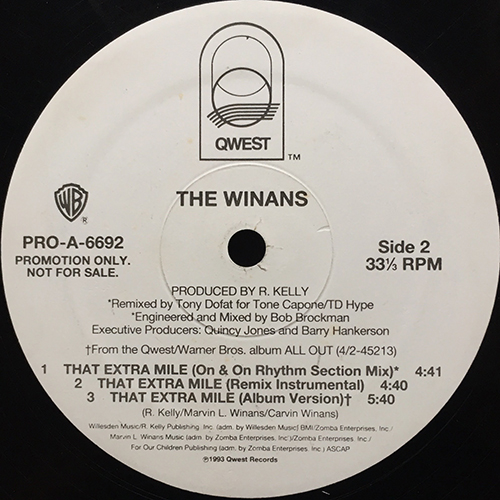 QWEST
TM
THE WINANS
WB
®
PRO-A-6692
PROMOTION ONLY.
NOT FOR SALE.
Side 2
33⅓ RPM
PRODUCED BY R. KELLY
*Remixed by Tony Dofat for Tone Capone/TD Hype
*Engineered and Mixed by Bob Brockman
Executive Producers: Quincy Jones and Barry Hankerson
†From the Qwest/Warner Bros. album ALL OUT (4/2-45213)
1 THAT EXTRA MILE (On & On Rhythm Section Mix)* 4:41
2 THAT EXTRA MILE (Remix Instrumental) 4:40
3 THAT EXTRA MILE (Album Version)† 5:40
(R. Kelly/Marvin L. Winans/Carvin Winans)
Willesden Music/R. Kelly Publishing Inc. (adm. by Willesden Music) BMI/Zomba Enterprises, Inc./
Marvin L. Winans Music (adm. by Zomba Enterprises, Inc.)/Zomba Enterprises, Inc./
For Our Children Publishing (adm. by Zomba Enterprises, Inc.) ASCAP
℗1993 Qwest Records